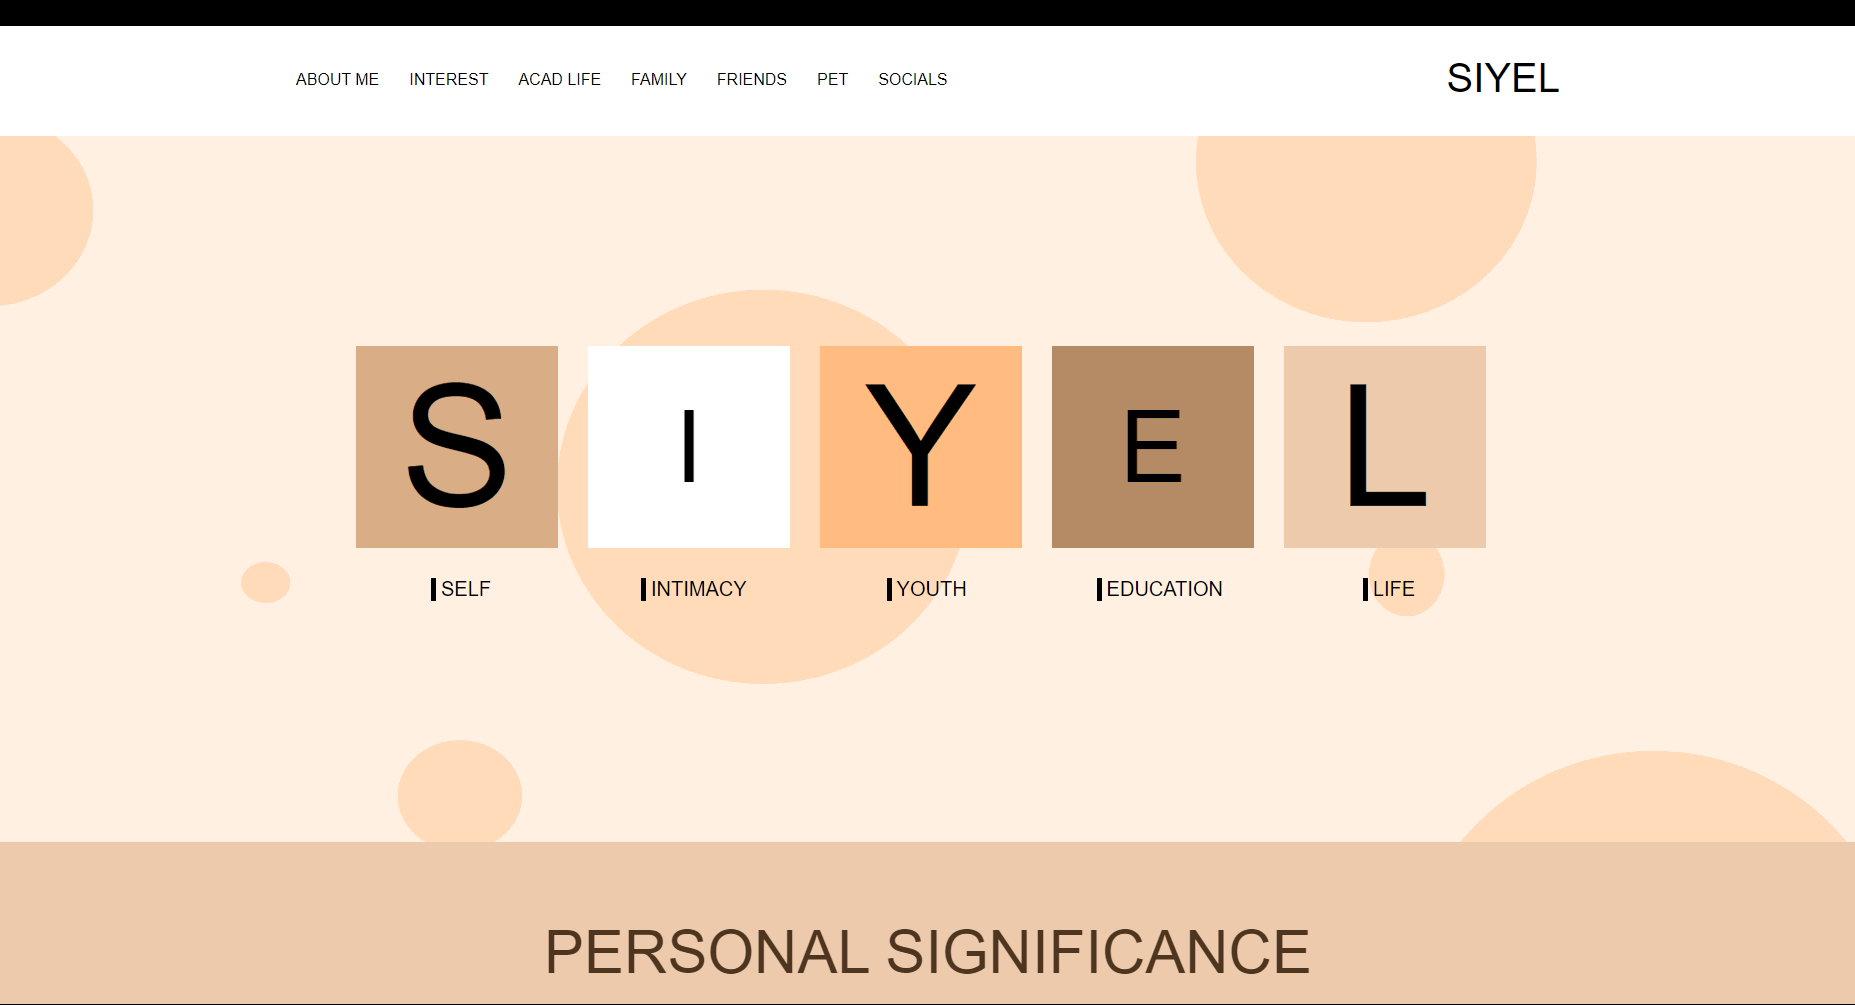 ABOUT ME INTEREST ACAD LIFE FAMILY FRIENDS PET SOCIALS SIYEL
S I Y E L
SELF INTIMACY YOUTH EDUCATION LIFE
PERSONAL SIGNIFICANCE